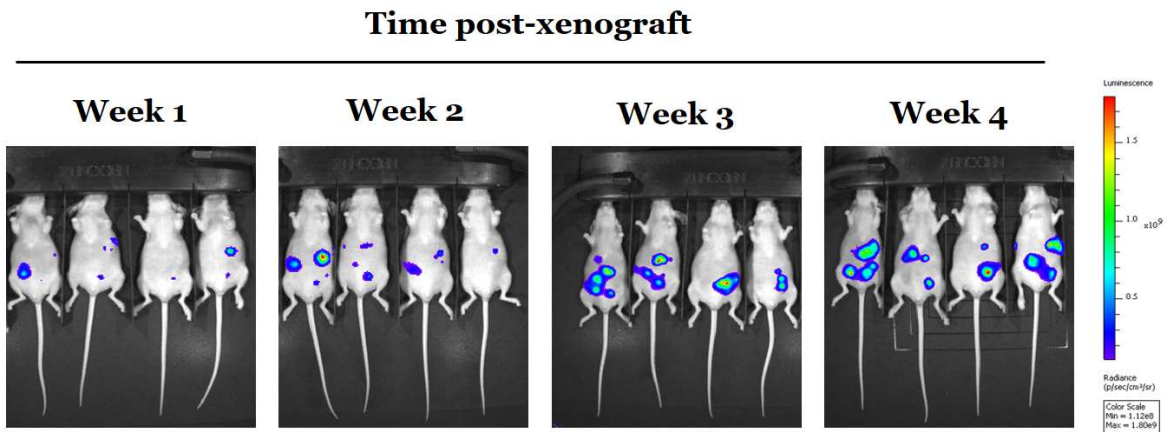 Time post-xenograft
Week 1
Week 2
Week 3
Week 4
Luminescence
1.5
1.0
x10⁹
0.5
Radiance
(p/sec/cm²/sr)
Color Scale
Min = 1.12e8
Max = 1.80e9